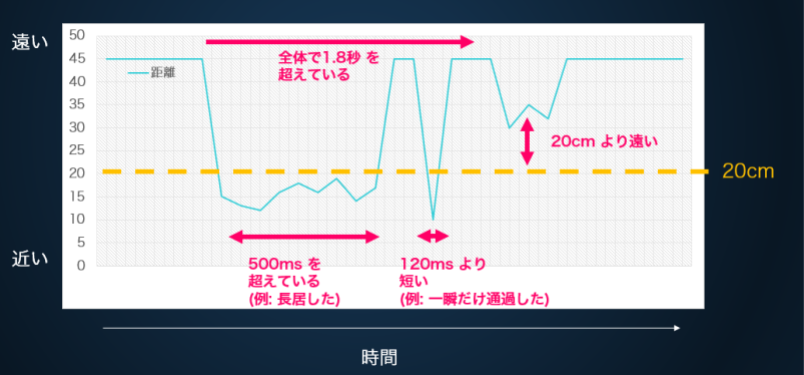 遠い
50
45
40
35
30
25
20
15
10
5
0
距離
全体で1.8秒 を
超えている
20cm より遠い
20cm
近い
500ms を
超えている
(例: 長居した)
120ms より
短い
(例: 一瞬だけ通過した)
時間